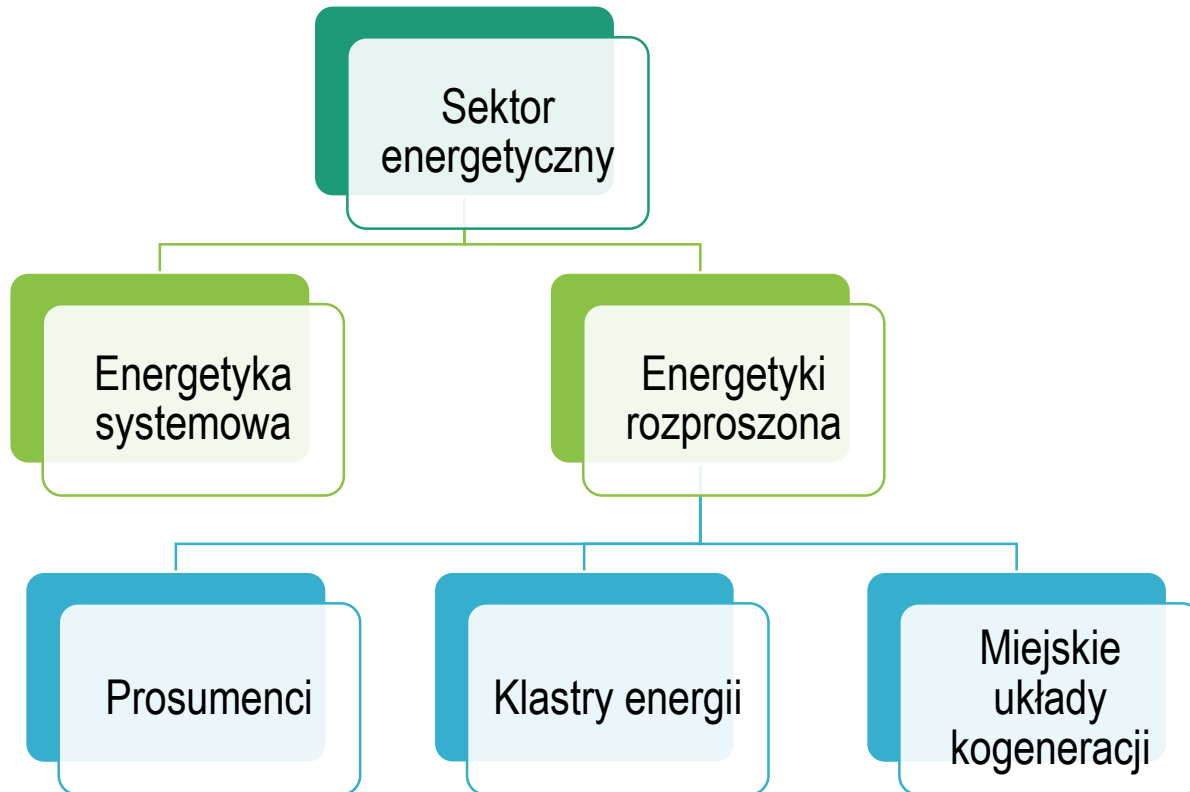 Sektor
energetyczny
Energetyka
systemowa
Energetyki
rozproszona
Prosumenci
Klastry energii
Miejskie
układy
kogeneracji